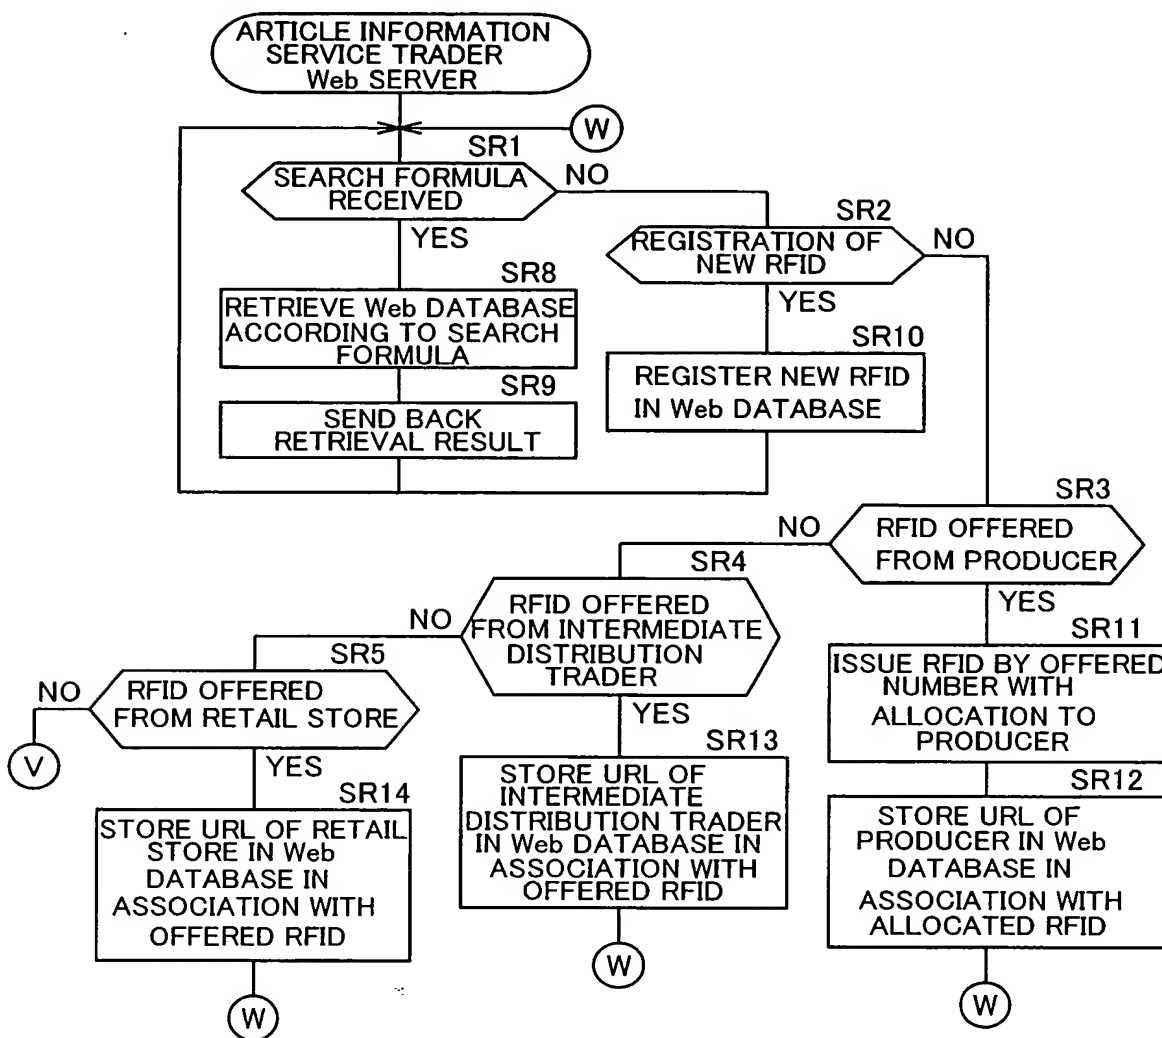 ARTICLE INFORMATION
SERVICE TRADER
Web SERVER
W
SR1
SEARCH FORMULA
RECEIVED
NO
YES
SR2
REGISTRATION OF
NEW RFID
NO
YES
SR8
RETRIEVE Web DATABASE
ACCORDING TO SEARCH
FORMULA
SR10
REGISTER NEW RFID
IN Web DATABASE
SR9
SEND BACK
RETRIEVAL RESULT
SR3
RFID OFFERED
FROM PRODUCER
NO
YES
SR4
RFID OFFERED
FROM INTERMEDIATE
DISTRIBUTION
TRADER
NO
YES
SR5
RFID OFFERED
FROM RETAIL STORE
NO
YES
V
SR11
ISSUE RFID BY OFFERED
NUMBER WITH
ALLOCATION TO
PRODUCER
SR14
STORE URL OF RETAIL
STORE IN Web
DATABASE IN
ASSOCIATION WITH
OFFERED RFID
SR13
STORE URL OF
INTERMEDIATE
DISTRIBUTION TRADER
IN Web DATABASE IN
ASSOCIATION WITH
OFFERED RFID
SR12
STORE URL OF
PRODUCER IN Web
DATABASE IN
ASSOCIATION WITH
ALLOCATED RFID
W
W
W